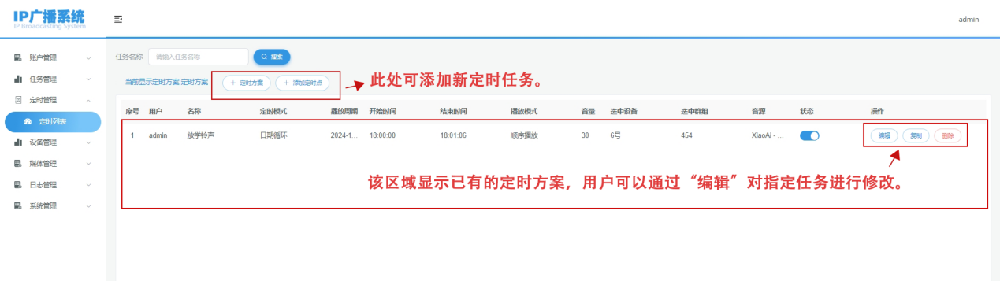 IP广播系统
IP Broadcasting System
admin
账户管理
任务管理
定时管理
定时列表
设备管理
媒体管理
日志管理
系统管理
任务名称 请输入任务名称 搜索
当前显示定时方案:定时方案 + 定时方案 + 添加定时点
此处可添加新定时任务。
序号 用户 名称 定时模式 播放周期 开始时间 结束时间 播放模式 音量 选中设备 选中群组 音源 状态 操作
1 admin 放学铃声 日期循环 2024-1... 18:00:00 18:01:06 顺序播放 30 6号 454 XiaoAi - ... 编辑 复制 删除
该区域显示已有的定时方案，用户可以通过“编辑”对指定任务进行修改。